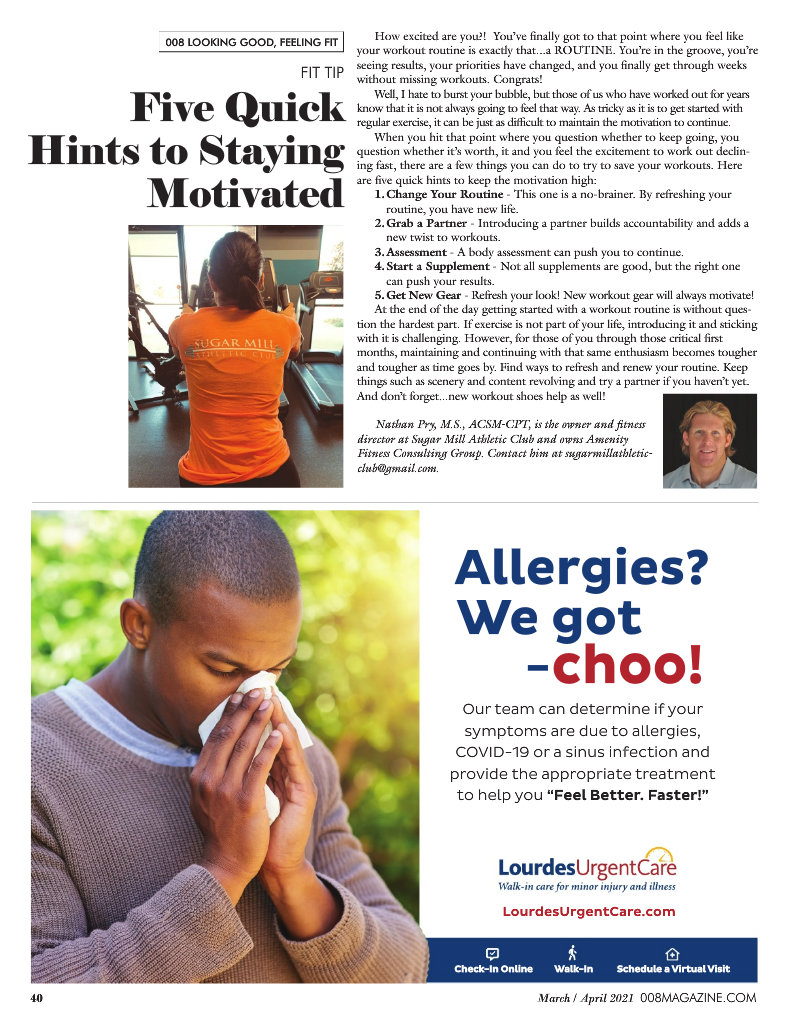 008 LOOKING GOOD, FEELING FIT
FIT TIP
Five Quick
Hints to Staying
Motivated
SUGAR MILL
ATHLETIC CLUB
How excited are you?! You've finally got to that point where you feel like
your workout routine is exactly that...a ROUTINE. You're in the groove, you're
seeing results, your priorities have changed, and you finally get through weeks
without missing workouts. Congrats!
Well, I hate to burst your bubble, but those of us who have worked out for years
know that it is not always going to feel that way. As tricky as it is to get started with
regular exercise, it can be just as difficult to maintain the motivation to continue.
When you hit that point where you question whether to keep going, you
question whether it's worth, it and you feel the excitement to work out declin-
ing fast, there are a few things you can do to try to save your workouts. Here
are five quick hints to keep the motivation high:
1. Change Your Routine - This one is a no-brainer. By refreshing your
routine, you have new life.
2. Grab a Partner - Introducing a partner builds accountability and adds a
new twist to workouts.
3. Assessment - A body assessment can push you to continue.
4. Start a Supplement - Not all supplements are good, but the right one
can push your results.
5. Get New Gear - Refresh your look! New workout gear will always motivate!
At the end of the day getting started with a workout routine is without ques-
tion the hardest part. If exercise is not part of your life, introducing it and sticking
with it is challenging. However, for those of you through those critical first
months, maintaining and continuing with that same enthusiasm becomes tougher
and tougher as time goes by. Find ways to refresh and renew your routine. Keep
things such as scenery and content revolving and try a partner if you haven't yet.
And don't forget...new workout shoes help as well!
Nathan Pry, M.S., ACSM-CPT, is the owner and fitness
director at Sugar Mill Athletic Club and owns Amenity
Fitness Consulting Group. Contact him at sugarmillathletic-
club@gmail.com.
Allergies?
We got
-choo!
Our team can determine if your
symptoms are due to allergies,
COVID-19 or a sinus infection and
provide the appropriate treatment
to help you "Feel Better. Faster!"
LourdesUrgentCare
Walk-in care for minor injury and illness
LourdesUrgentCare.com
Check-In Online Walk-In Schedule a Virtual Visit
40
March / April 2021 008MAGAZINE.COM